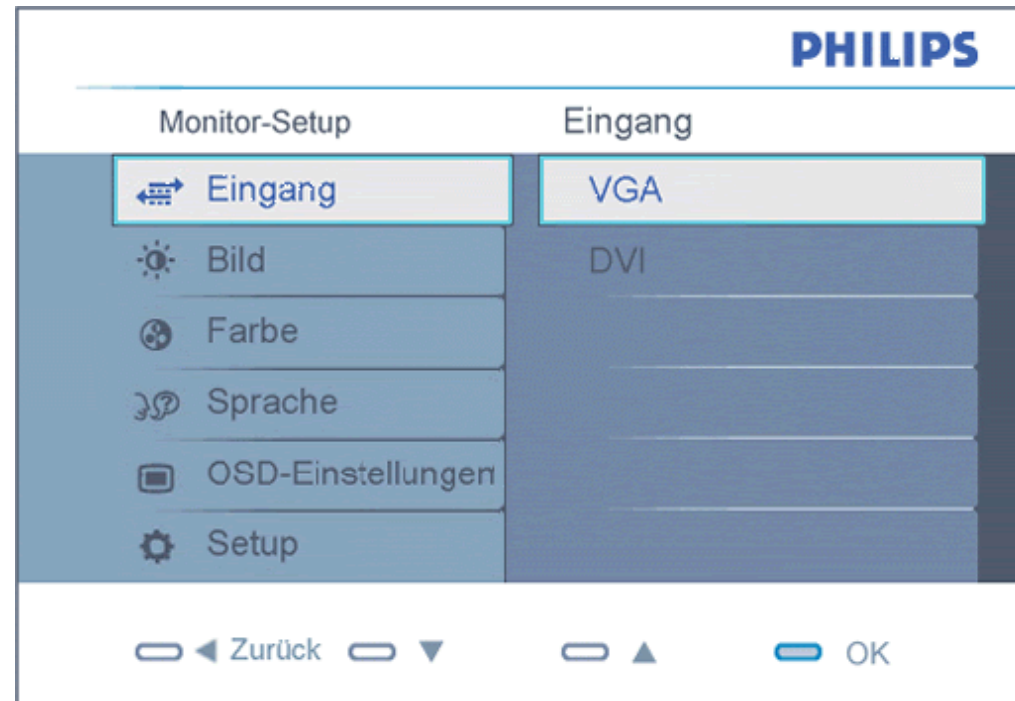 PHILIPS
Monitor-Setup
Eingang
Eingang
VGA
Bild
DVI
Farbe
Sprache
OSD-Einstellungen
Setup
Zurück
OK